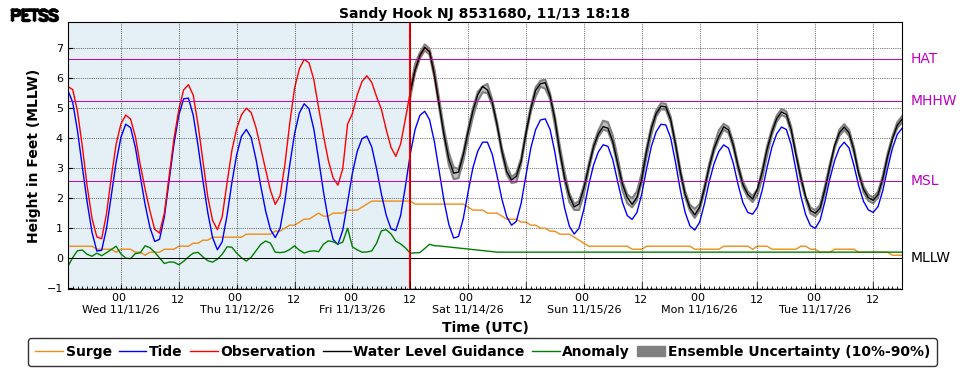 PETSS
Sandy Hook NJ 8531680, 11/13 18:18
Height in Feet (MLLW)
7
6
5
4
3
2
1
0
−1
HAT
MHHW
MSL
MLLW
00 12 00 12 00 12 00 12 00 12 00 12 00 12
Wed 11/11/26 Thu 11/12/26 Fri 11/13/26 Sat 11/14/26 Sun 11/15/26 Mon 11/16/26 Tue 11/17/26
Time (UTC)
Surge Tide Observation Water Level Guidance Anomaly Ensemble Uncertainty (10%-90%)